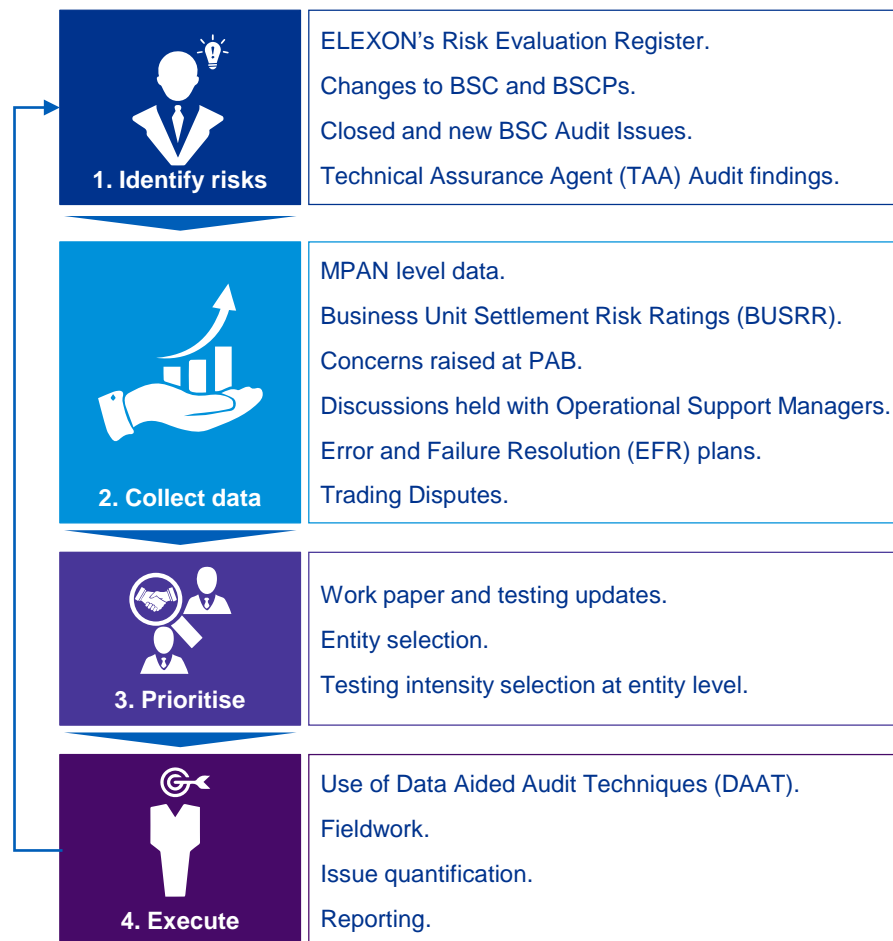 1. Identify risks
ELEXON’s Risk Evaluation Register.
Changes to BSC and BSCPs.
Closed and new BSC Audit Issues.
Technical Assurance Agent (TAA) Audit findings.
2. Collect data
MPAN level data.
Business Unit Settlement Risk Ratings (BUSRR).
Concerns raised at PAB.
Discussions held with Operational Support Managers.
Error and Failure Resolution (EFR) plans.
Trading Disputes.
3. Prioritise
Work paper and testing updates.
Entity selection.
Testing intensity selection at entity level.
4. Execute
Use of Data Aided Audit Techniques (DAAT).
Fieldwork.
Issue quantification.
Reporting.